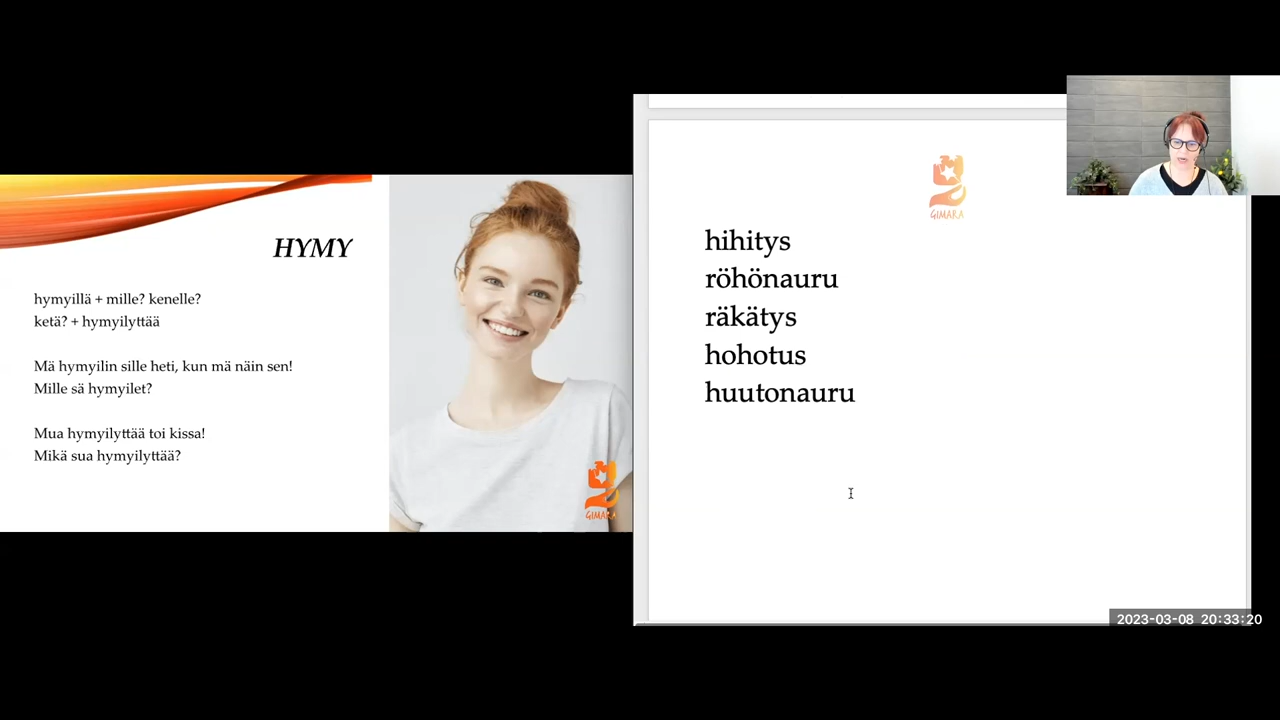 HYMY
hymyillä + mille? kenelle?
ketä? + hymyilyttää
Mä hymyilin sille heti, kun mä näin sen!
Mille sä hymyilet?
Mua hymyilyttää toi kissa!
Mikä sua hymyilyttää?
GIMARA
GIMARA
hihitys
röhönauru
räkätys
hohotus
huutonauru
2023-03-08 20:33:20